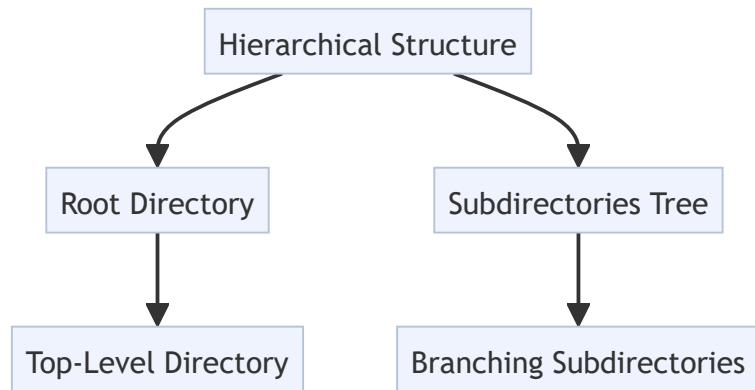 Hierarchical Structure
Root Directory
Subdirectories Tree
Top-Level Directory
Branching Subdirectories